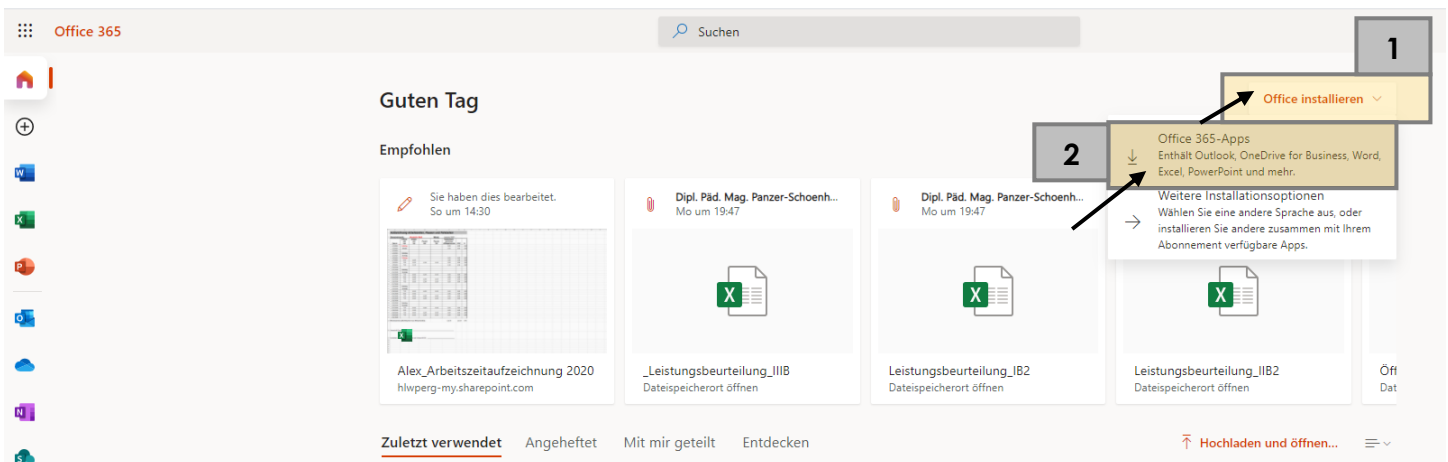 Office 365
Suchen
1
Guten Tag
Office installieren
2
Office 365-Apps
Enthält Outlook, OneDrive for Business, Word,
Excel, PowerPoint und mehr.
Weitere Installationsoptionen
Wählen Sie eine andere Sprache aus, oder
installieren Sie andere zusammen mit Ihrem
Abonnement verfügbare Apps.
Empfohlen
Sie haben dies bearbeitet.
So um 14:30
Dipl. Päd. Mag. Panzer-Schoenh...
Mo um 19:47
Dipl. Päd. Mag. Panzer-Schoenh...
Mo um 19:47
Alex_Arbeitszeitaufzeichnung 2020
hlwperg-my.sharepoint.com
_Leistungsbeurteilung_IIIB
Dateispeicherort öffnen
Leistungsbeurteilung_IB2
Dateispeicherort öffnen
Leistungsbeurteilung_IIB2
Dateispeicherort öffnen
Öff
Dat
Zuletzt verwendet Angeheftet Mit mir geteilt Entdecken
Hochladen und öffnen...